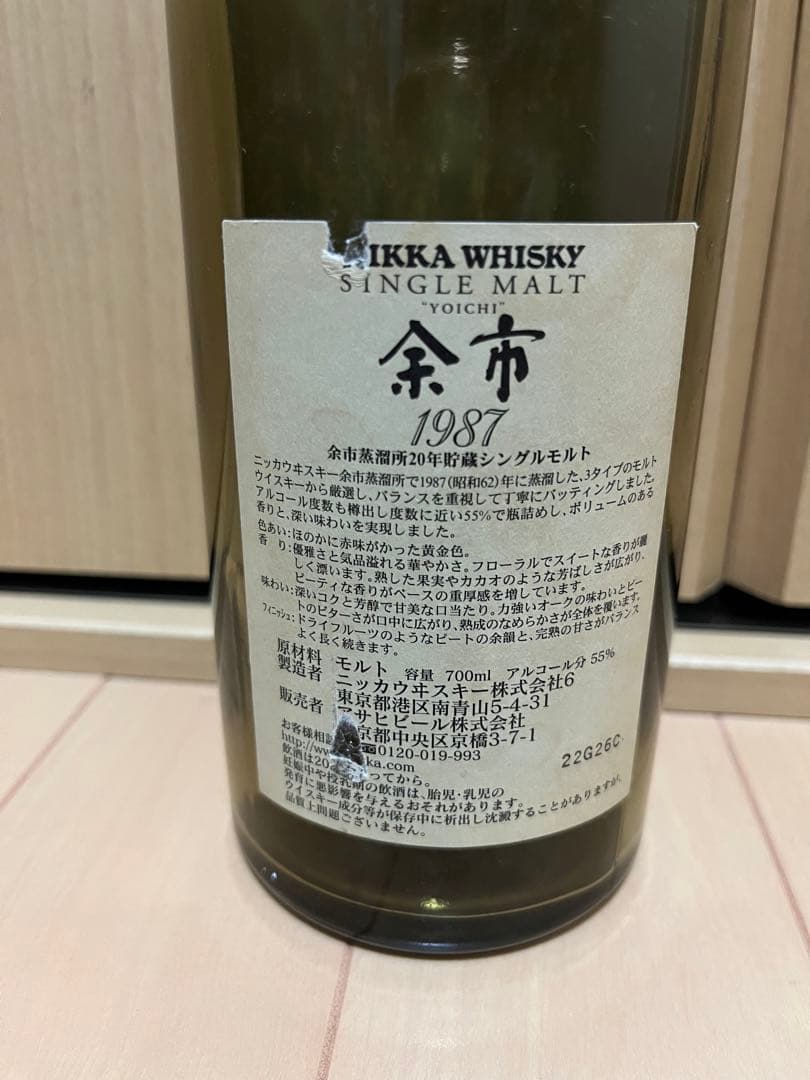 NIKKA WHISKY
SINGLE MALT
"YOICHI"
余市
1987
余市蒸溜所20年貯蔵シングルモルト
ニッカウヰスキー余市蒸溜所で1987(昭和62)年に蒸溜した、3タイプのモルト
ウイスキーから厳選し、バランスを重視して丁寧にバッティングしました。
アルコール度数も樽出し度数に近い55%で瓶詰めし、ボリュームのある
香りと、深い味わいを実現しました。
色あい:ほのかに赤味がかった黄金色。
香り:優雅さと気品溢れる華やかさ。フローラルでスイートな香りが麗
しく漂います。熟した果実やカカオのような芳ばしさが広がり、
ピーティな香りがベースの重厚感を増しています。
味わい:深いコクと芳醇で甘美な口当たり。力強いオークの味わいとピー
トのビターさが口中に広がり、熟成のなめらかさが全体を覆います。
フィニッシュ:ドライフルーツのようなピートの余韻と、完熟の甘さがバランス
よく長く続きます。
原材料 モルト 容量 700ml アルコール分 55%
製造者 ニッカウヰスキー株式会社6
東京都港区南青山5-4-31
販売者 アサヒビール株式会社
京都中央区京橋3-7-1
お客様相談 0120-019-993
http://www. ka.com
飲酒は20 ってから。
妊娠中や授乳期の飲酒は、胎児・乳児の
発育に悪影響を与えるおそれがあります。
ウイスキー成分等が保存中に析出し沈澱することがありますが、
品質上問題ございません。
22G26C